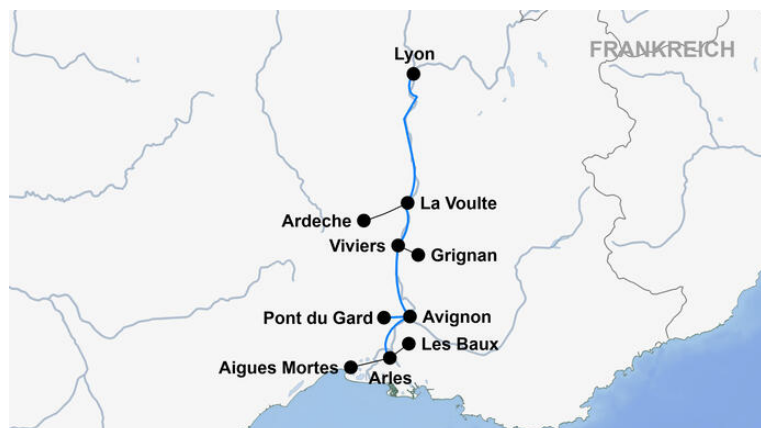 FRANKREICH
Lyon
La Voulte
Ardeche
Viviers
Grignan
Pont du Gard
Avignon
Les Baux
Aigues Mortes
Arles